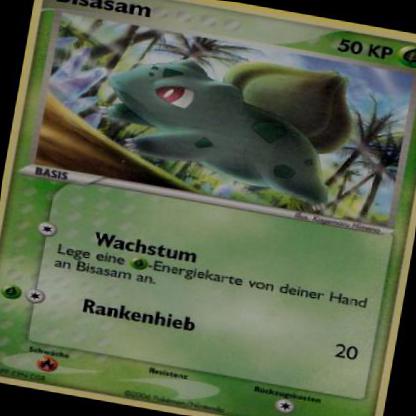 Bisasam
50 KP
BASIS
Wachstum
Lege eine -Energiekarte von deiner Hand
an Bisasam an.
Rankenhieb
20
Schwäche
Resistenz
Rückzugskosten